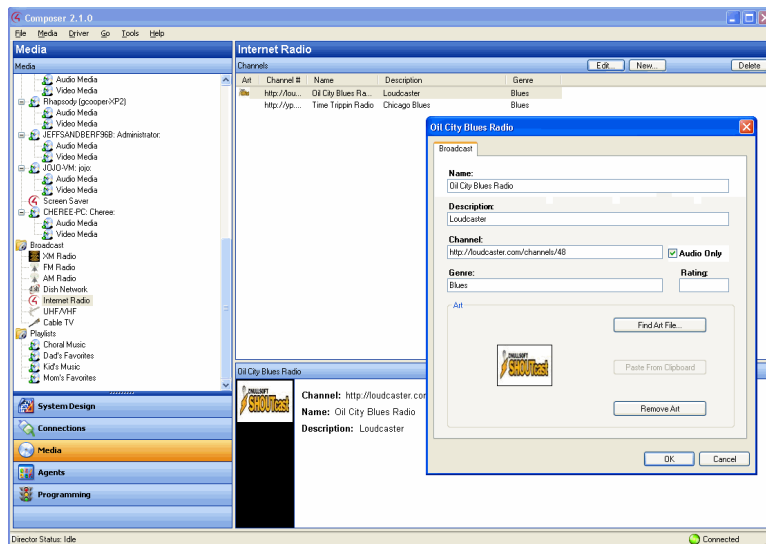 Composer 2.1.0
File Media Driver Go Tools Help
Media
Media
Audio Media
Video Media
Rhapsody (gcooper-XP2)
Audio Media
Video Media
JEFFSANDBERF96B: Administrator:
Audio Media
Video Media
JOJO-VM: jojo:
Audio Media
Video Media
Screen Saver
CHEREE-PC: Cheree:
Audio Media
Video Media
Broadcast
XM Radio
FM Radio
AM Radio
Dish Network
Internet Radio
UHF/VHF
Cable TV
Playlists
Choral Music
Dad's Favorites
Kid's Music
Mom's Favorites
System Design
Connections
Media
Agents
Programming
Director Status: Idle
Internet Radio
Channels Edit... New... Delete
Art Channel # Name Description Genre
http://lou... Oil City Blues Ra... Loudcaster Blues
http://yp.... Time Trippin Radio Chicago Blues Blues
Oil City Blues Radio
NULLSOFT
SHOUTcast
Channel: http://loudcaster.cor
Name: Oil City Blues Radio
Description: Loudcaster
Oil City Blues Radio
Broadcast
Name:
Oil City Blues Radio
Description:
Loudcaster
Channel:
http://loudcaster.com/channels/48 Audio Only
Genre: Rating:
Blues
Art
Find Art File...
NULLSOFT
SHOUTcast
Paste From Clipboard
Remove Art
OK Cancel
Connected